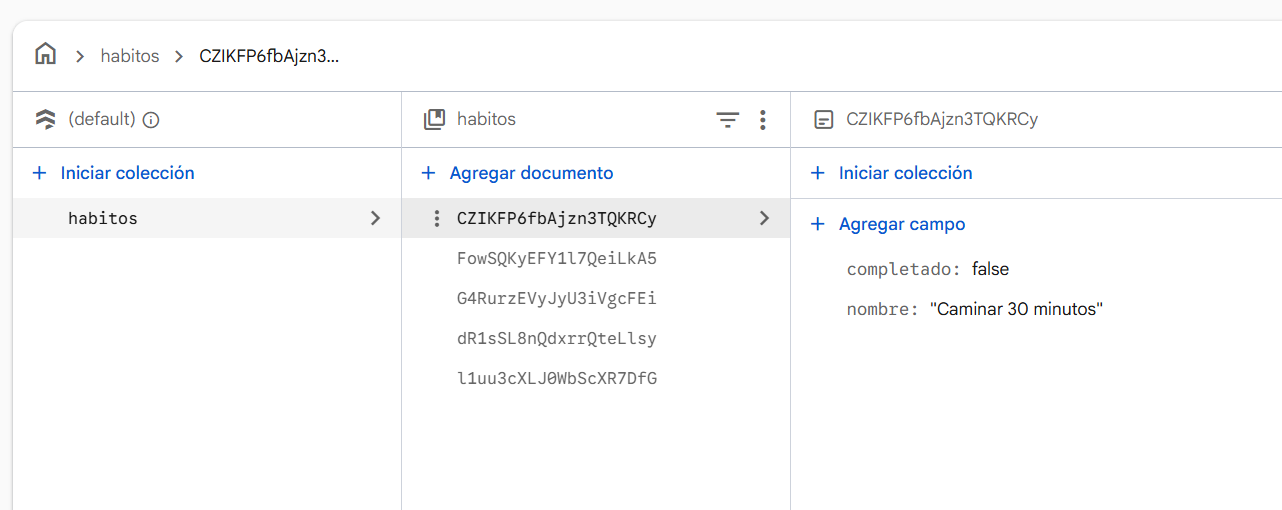 habitos CZIKFP6fbAjzn3...
(default) habitos CZIKFP6fbAjzn3TQKRCy
+ Iniciar colección + Agregar documento + Iniciar colección
habitos CZIKFP6fbAjzn3TQKRCy + Agregar campo
FowSQKyEFY1l7QeiLkA5 completado: false
G4RurzEVyJyU3iVgcFEi nombre: "Caminar 30 minutos"
dR1sSL8nQdxrrQteLlsy
l1uu3cXLJ0WbScXR7DfG